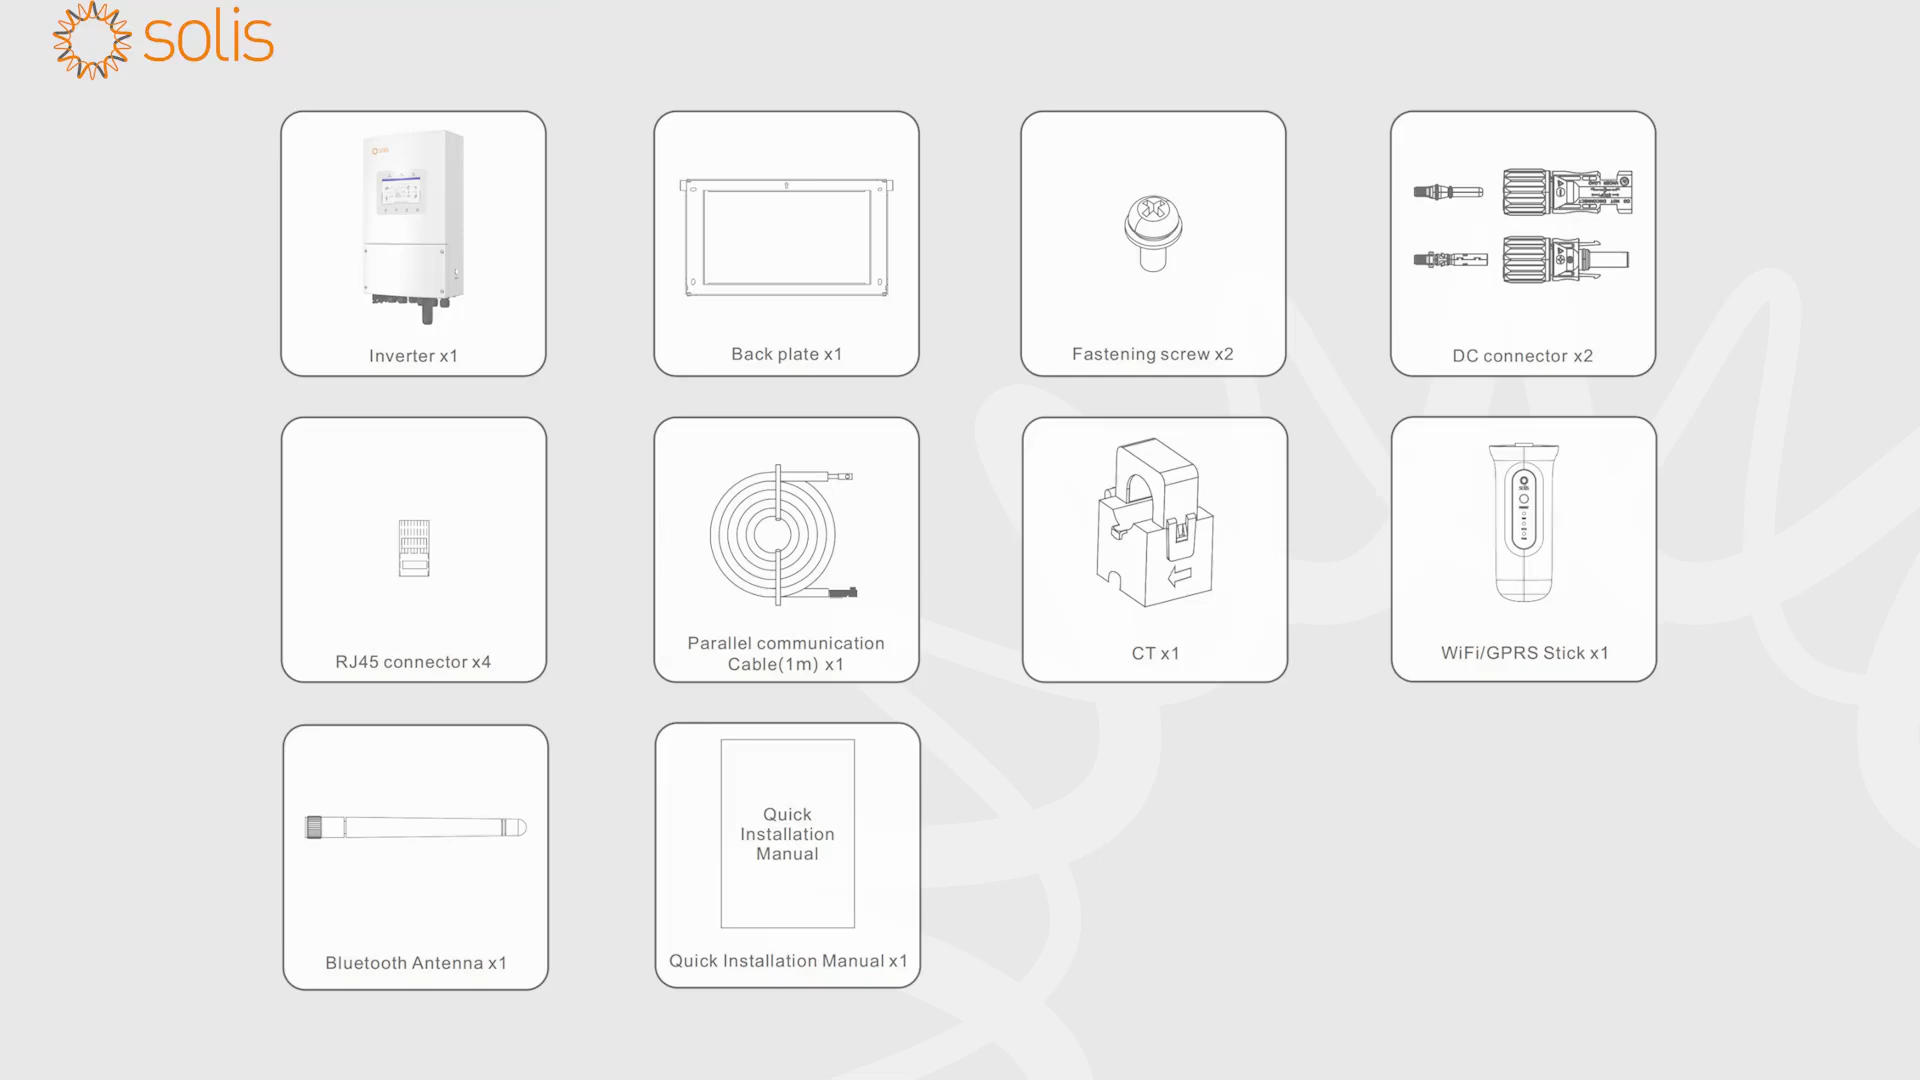 solis
Inverter x1
Back plate x1
Fastening screw x2
DC connector x2
RJ45 connector x4
Parallel communication
Cable(1m) x1
CT x1
WiFi/GPRS Stick x1
Bluetooth Antenna x1
Quick
Installation
Manual
Quick Installation Manual x1